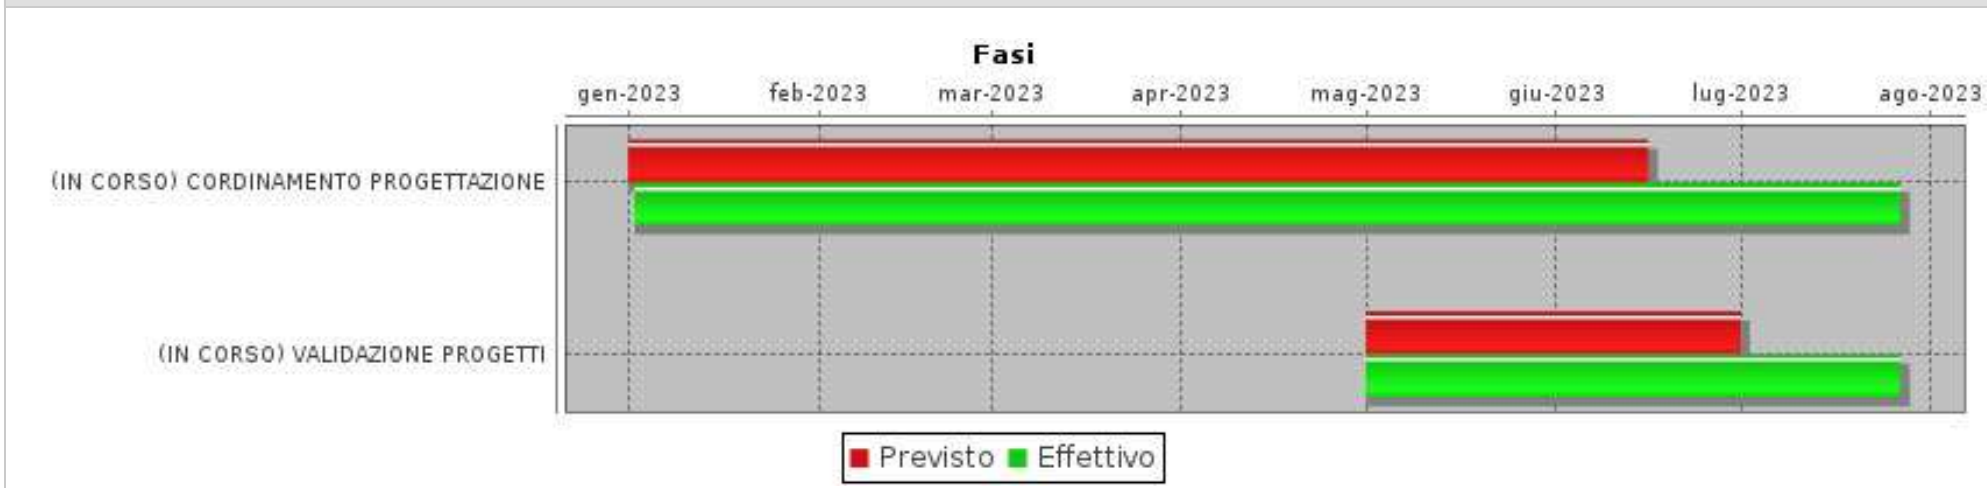 Fasi
gen-2023 feb-2023 mar-2023 apr-2023 mag-2023 giu-2023 lug-2023 ago-2023
(IN CORSO) CORDINAMENTO PROGETTAZIONE
(IN CORSO) VALIDAZIONE PROGETTI
Previsto Effettivo